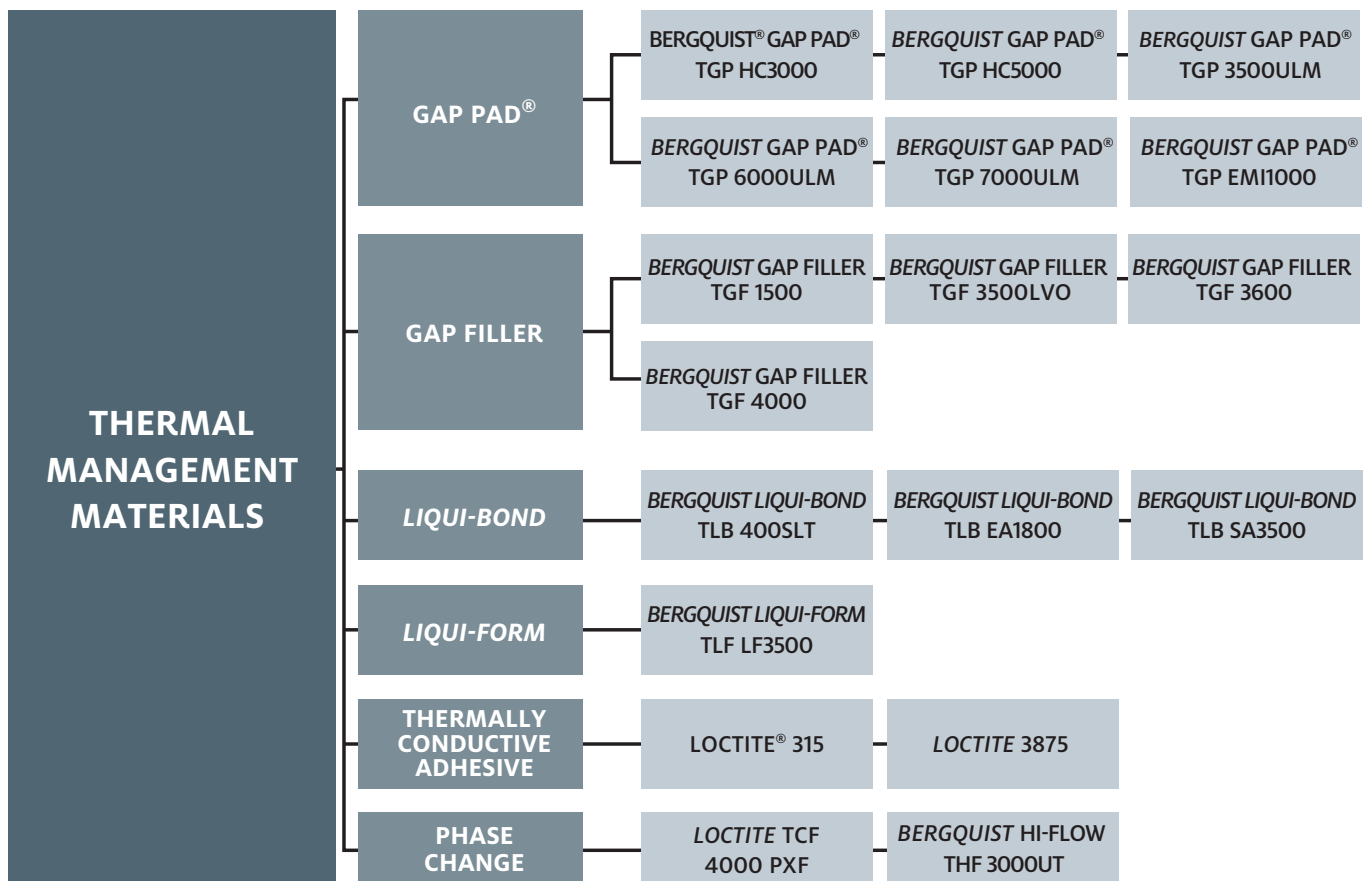 THERMAL
MANAGEMENT
MATERIALS
GAP PAD®
BERGQUIST® GAP PAD®
TGP HC3000
BERGQUIST GAP PAD®
TGP HC5000
BERGQUIST GAP PAD®
TGP 3500ULM
BERGQUIST GAP PAD®
TGP 6000ULM
BERGQUIST GAP PAD®
TGP 7000ULM
BERGQUIST GAP PAD®
TGP EMI1000
GAP FILLER
BERGQUIST GAP FILLER
TGF 1500
BERGQUIST GAP FILLER
TGF 3500LVO
BERGQUIST GAP FILLER
TGF 3600
BERGQUIST GAP FILLER
TGF 4000
LIQUI-BOND
BERGQUIST LIQUI-BOND
TLB 400SLT
BERGQUIST LIQUI-BOND
TLB EA1800
BERGQUIST LIQUI-BOND
TLB SA3500
LIQUI-FORM
BERGQUIST LIQUI-FORM
TLF LF3500
THERMALLY
CONDUCTIVE
ADHESIVE
LOCTITE® 315
LOCTITE 3875
PHASE
CHANGE
LOCTITE TCF
4000 PXF
BERGQUIST HI-FLOW
THF 3000UT